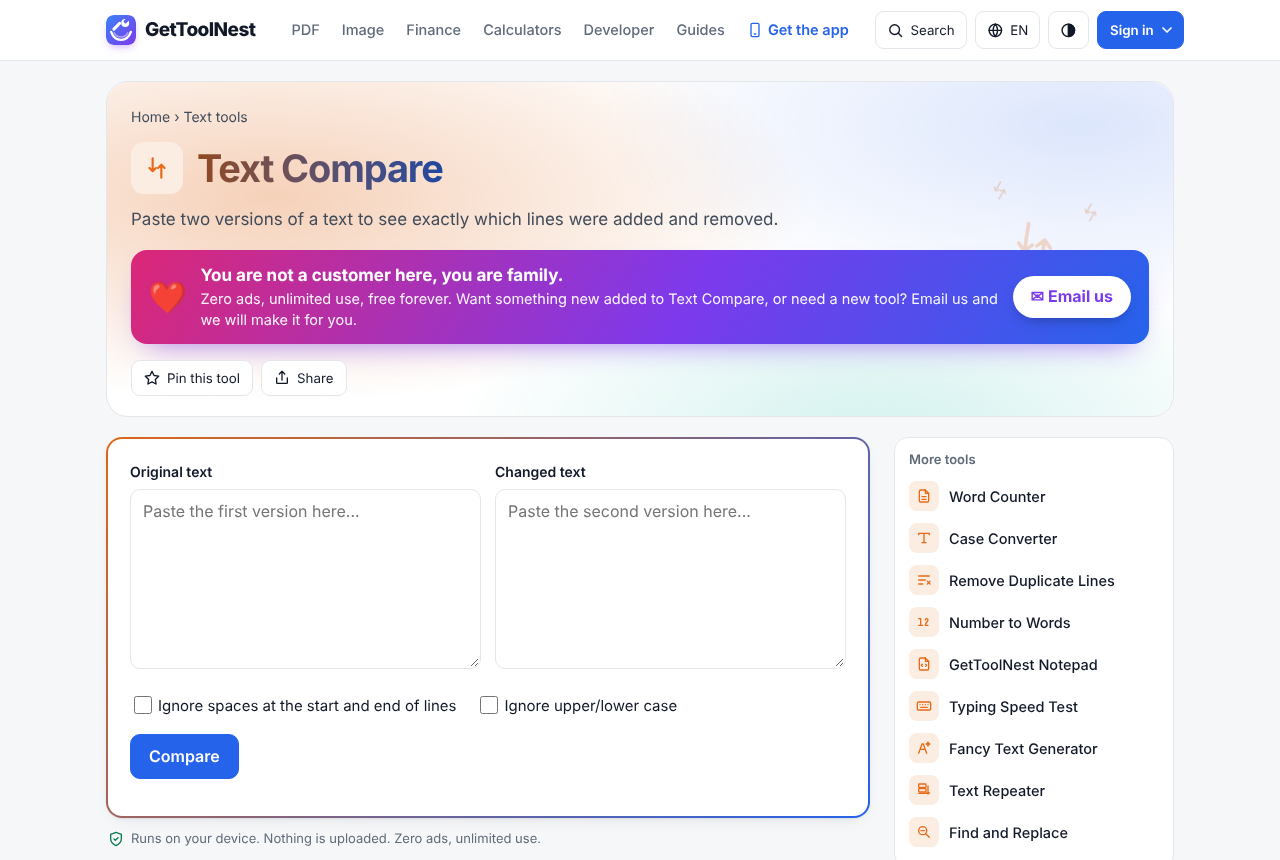 GetToolNest
PDF
Image
Finance
Calculators
Developer
Guides
Get the app
Search
EN
Sign in
Home › Text tools
Text Compare
Paste two versions of a text to see exactly which lines were added and removed.
You are not a customer here, you are family.
Zero ads, unlimited use, free forever. Want something new added to Text Compare, or need a new tool? Email us and
we will make it for you.
✉ Email us
Pin this tool
Share
Original text
Changed text
Paste the first version here...
Paste the second version here...
Ignore spaces at the start and end of lines
Ignore upper/lower case
Compare
Runs on your device. Nothing is uploaded. Zero ads, unlimited use.
More tools
Word Counter
Case Converter
Remove Duplicate Lines
Number to Words
GetToolNest Notepad
Typing Speed Test
Fancy Text Generator
Text Repeater
Find and Replace